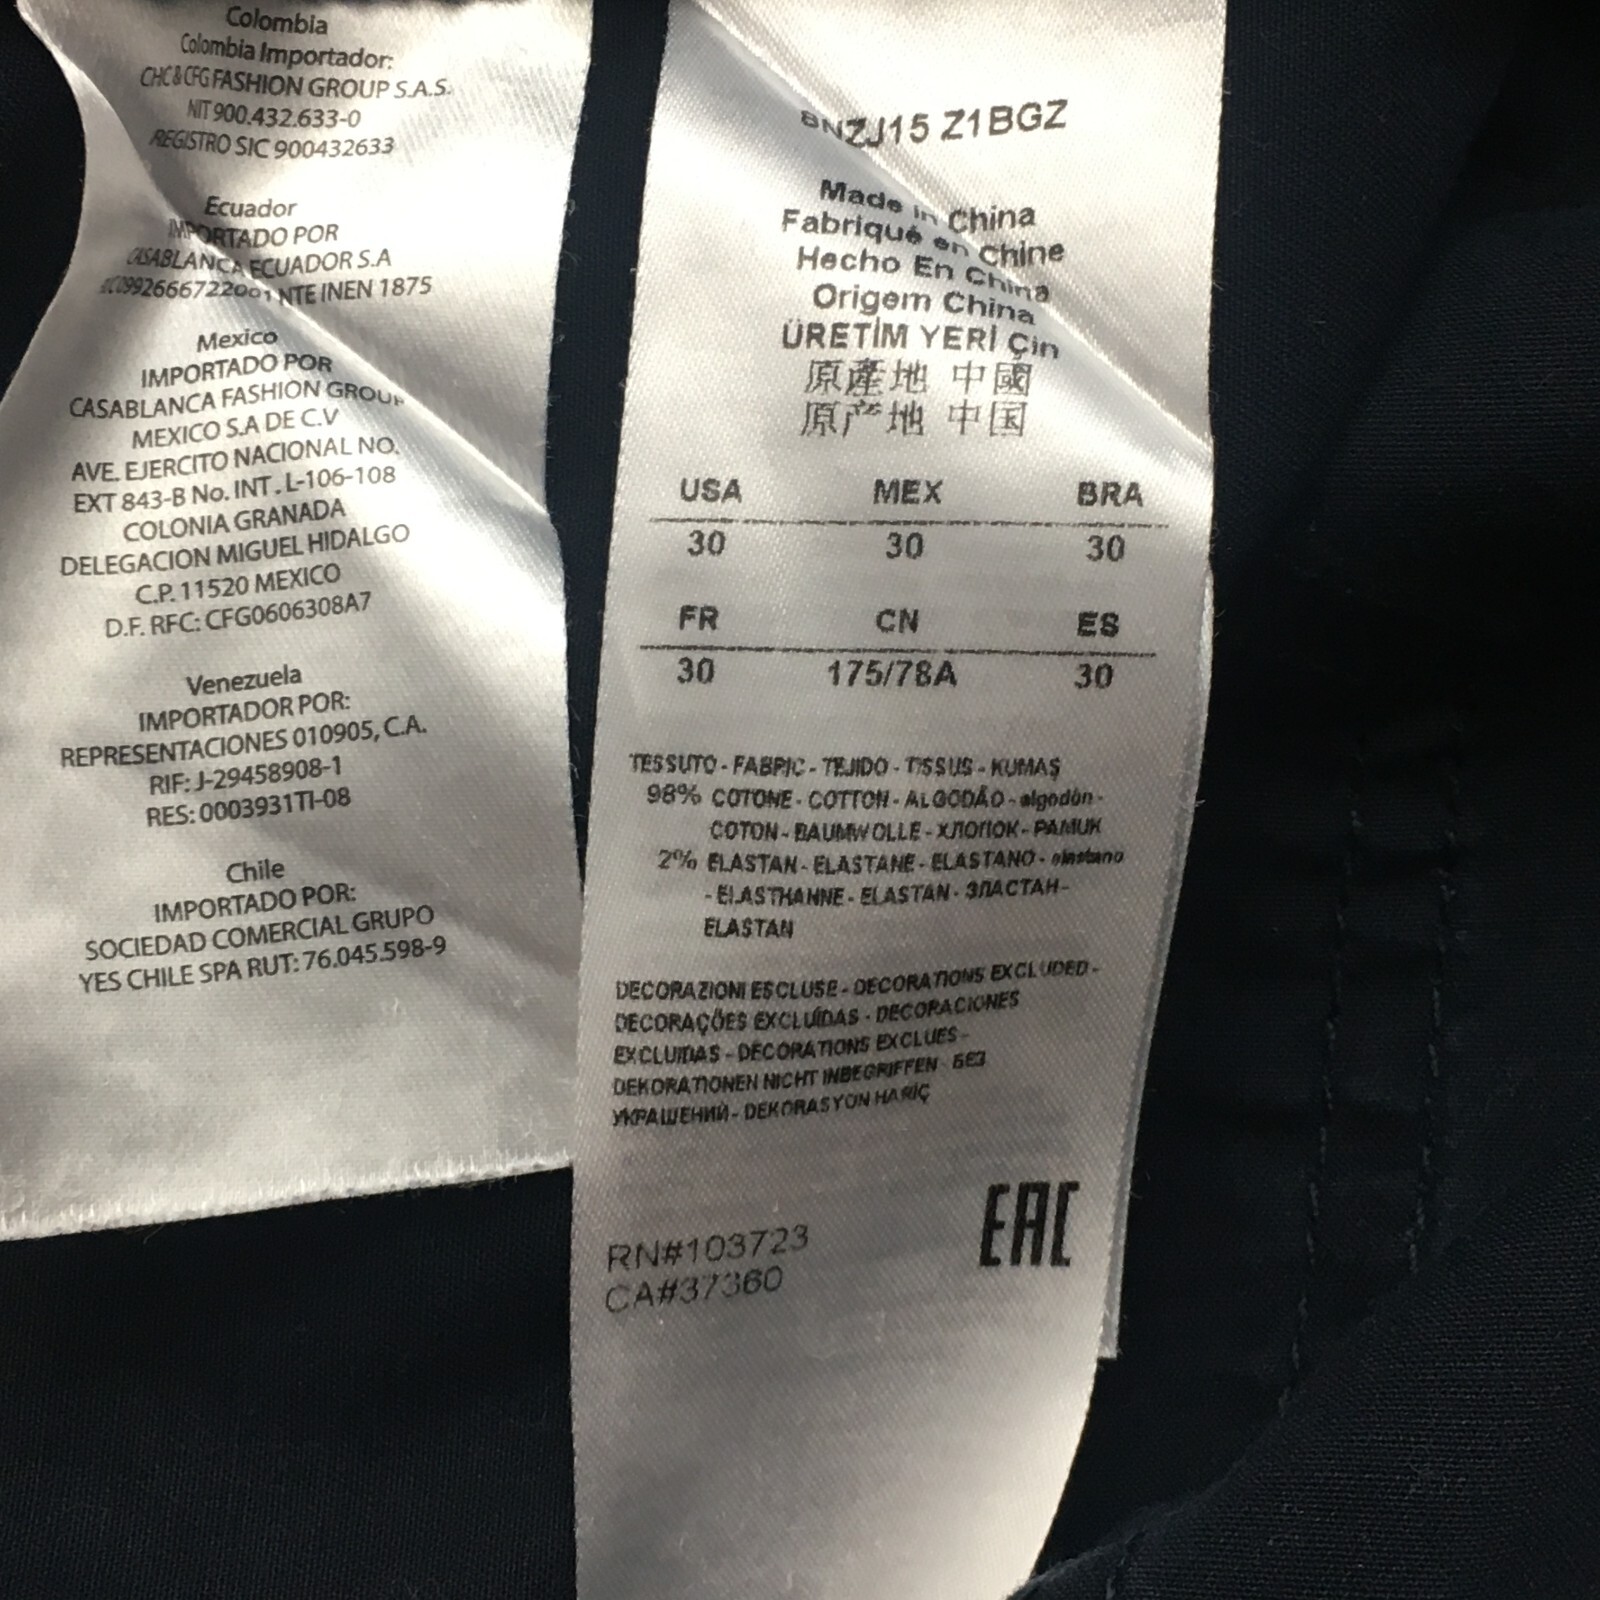 Colombia
Colombia Importador:
CHC&CFG FASHION GROUP S.A.S.
NIT 900.432.633-0
REGISTRO SIC 900432633
Ecuador
IMPORTADO POR
CASABLANCA ECUADOR S.A
NTE INEN 1875
Mexico
IMPORTADO POR
CASABLANCA FASHION GROUP
MEXICO S.A DE C.V
AVE. EJERCITO NACIONAL NO.
EXT 843-B No. INT. L-106-108
COLONIA GRANADA
DELEGACION MIGUEL HIDALGO
C.P. 11520 MEXICO
D.F. RFC: CFG0606308A7
Venezuela
IMPORTADOR POR:
REPRESENTACIONES 010905, C.A.
RIF: J-29458908-1
RES: 0003931TI-08
Chile
IMPORTADO POR:
SOCIEDAD COMERCIAL GRUPO
YES CHILE SPA RUT: 76.045.598-9
8NZJ15 Z1BGZ
Made in China
Fabriqué en Chine
Hecho En China
Origem China
ÜRETİM YERİ Çin
原產地 中國
原产地 中国
USA MEX BRA
30 30 30
FR CN ES
30 175/78A 30
TESSUTO - FABRIC - TEJIDO - TISSUS - KUMAŞ
98% COTONE - COTTON - ALGODÃO - algodón -
COTON - BAUMWOLLE - ХЛОПОК - PAMUK
2% ELASTAN - ELASTANE - ELASTANO - elastano
- ELASTHANNE - ELASTAN - ЭЛАСТАН -
ELASTAN
DECORAZIONI ESCLUSE - DECORATIONS EXCLUDED -
DECORAÇÕES EXCLUÍDAS - DECORACIONES
EXCLUIDAS - DECORATIONS EXCLUES -
DEKORATIONEN NICHT INBEGRIFFEN - БЕЗ
УКРАШЕНИЙ - DEKORASYON HARİÇ
EAC
RN#103723
CA#37360